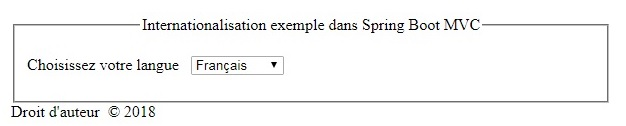 Internationalisation exemple dans Spring Boot MVC
Choisissez votre langue Français
Droit d'auteur © 2018